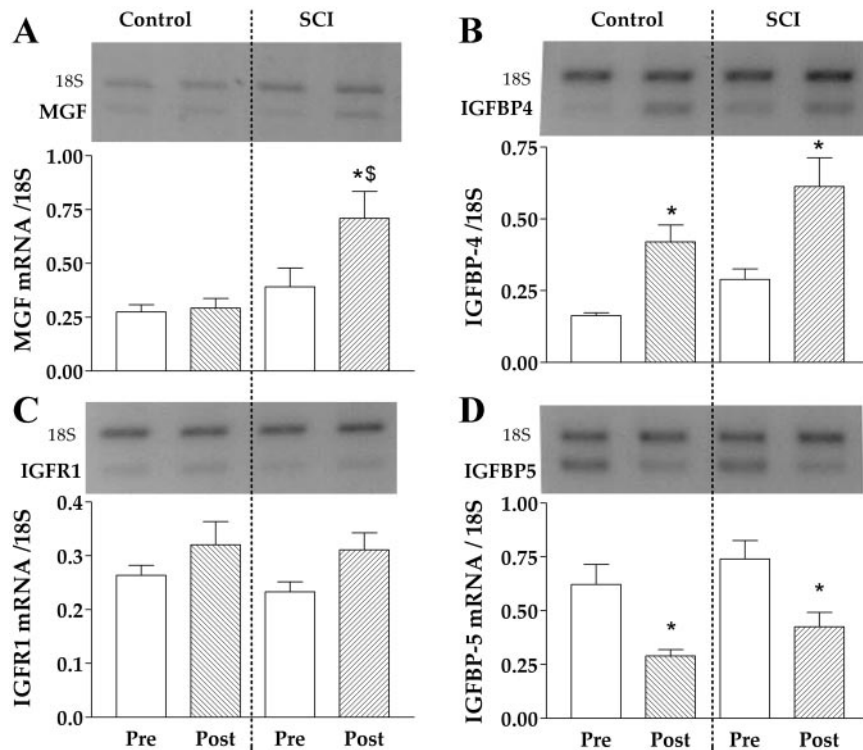 A
Control
SCI
18S
MGF
MGF mRNA /18S
1.00
0.75
0.50
0.25
0.00
*$
B
Control
SCI
18S
IGFBP4
IGFBP-4 /18S
0.75
0.50
0.25
0.00
*
*
C
18S
IGFR1
IGFR1 mRNA /18S
0.4
0.3
0.2
0.1
0.0
Pre Post Pre Post
D
18S
IGFBP5
IGFBP-5 mRNA / 18S
1.00
0.75
0.50
0.25
0.00
*
*
Pre Post Pre Post